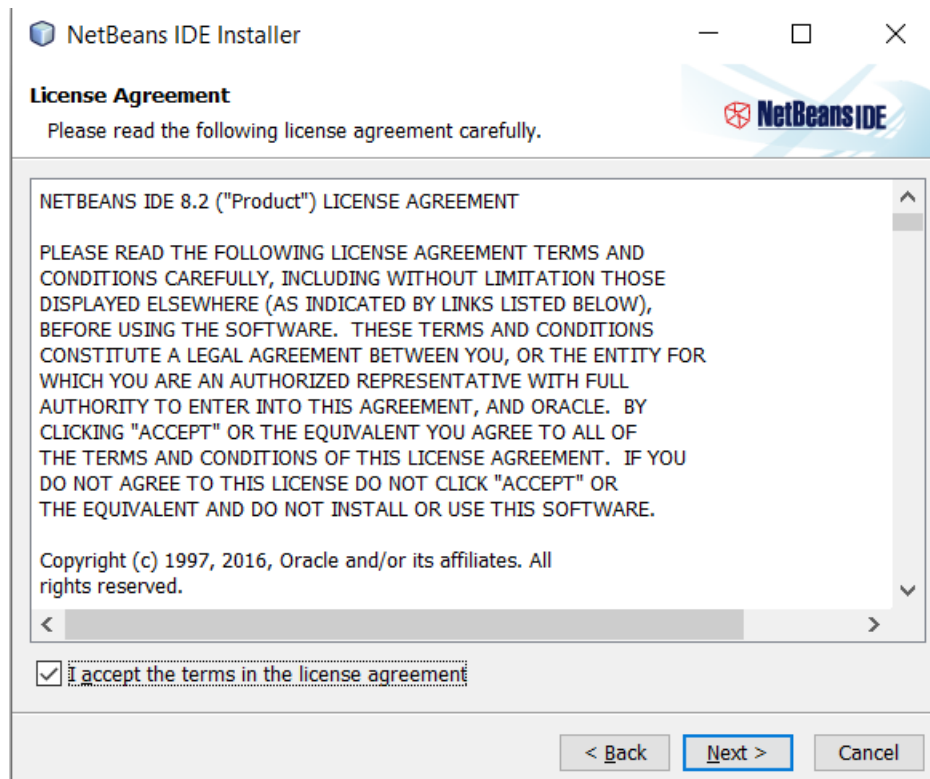 NetBeans IDE Installer
License Agreement
Please read the following license agreement carefully.
NetBeans IDE
NETBEANS IDE 8.2 ("Product") LICENSE AGREEMENT
PLEASE READ THE FOLLOWING LICENSE AGREEMENT TERMS AND
CONDITIONS CAREFULLY, INCLUDING WITHOUT LIMITATION THOSE
DISPLAYED ELSEWHERE (AS INDICATED BY LINKS LISTED BELOW),
BEFORE USING THE SOFTWARE.  THESE TERMS AND CONDITIONS
CONSTITUTE A LEGAL AGREEMENT BETWEEN YOU, OR THE ENTITY FOR
WHICH YOU ARE AN AUTHORIZED REPRESENTATIVE WITH FULL
AUTHORITY TO ENTER INTO THIS AGREEMENT, AND ORACLE.  BY
CLICKING "ACCEPT" OR THE EQUIVALENT YOU AGREE TO ALL OF
THE TERMS AND CONDITIONS OF THIS LICENSE AGREEMENT.  IF YOU
DO NOT AGREE TO THIS LICENSE DO NOT CLICK "ACCEPT" OR
THE EQUIVALENT AND DO NOT INSTALL OR USE THIS SOFTWARE.
Copyright (c) 1997, 2016, Oracle and/or its affiliates. All
rights reserved.
I accept the terms in the license agreement
< Back
Next >
Cancel